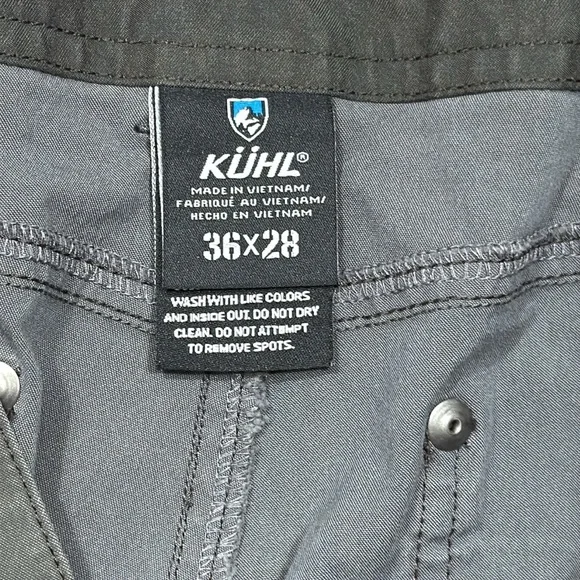 KÜHL®
MADE IN VIETNAM/
FABRIQUÉ AU VIETNAM/
HECHO EN VIETNAM
36X28
WASH WITH LIKE COLORS
AND INSIDE OUT. DO NOT DRY
CLEAN. DO NOT ATTEMPT
TO REMOVE SPOTS.